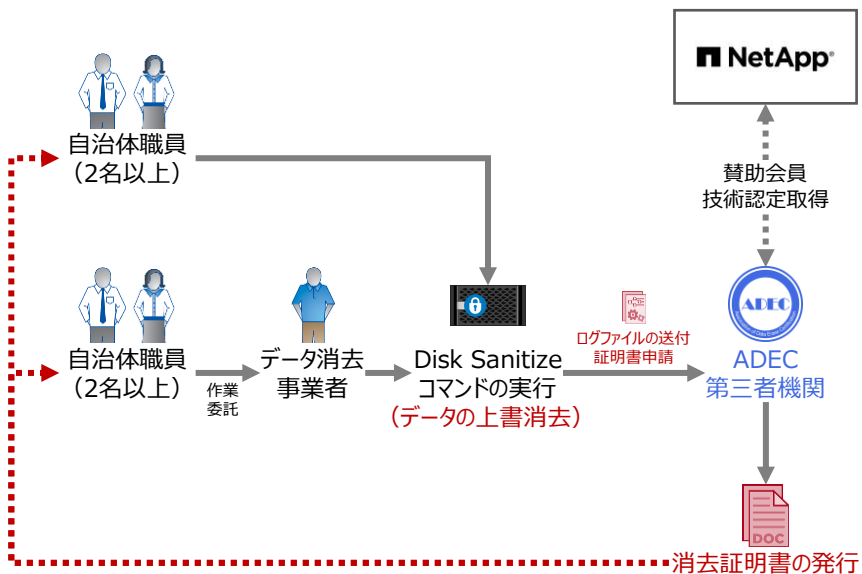 NetApp
自治体職員
（2名以上）
賛助会員
技術認定取得
ADEC
ログファイルの送付
証明書申請
自治体職員
（2名以上）
作業
委託
データ消去
事業者
Disk Sanitize
コマンドの実行
（データの上書消去）
ADEC
第三者機関
DOC
消去証明書の発行